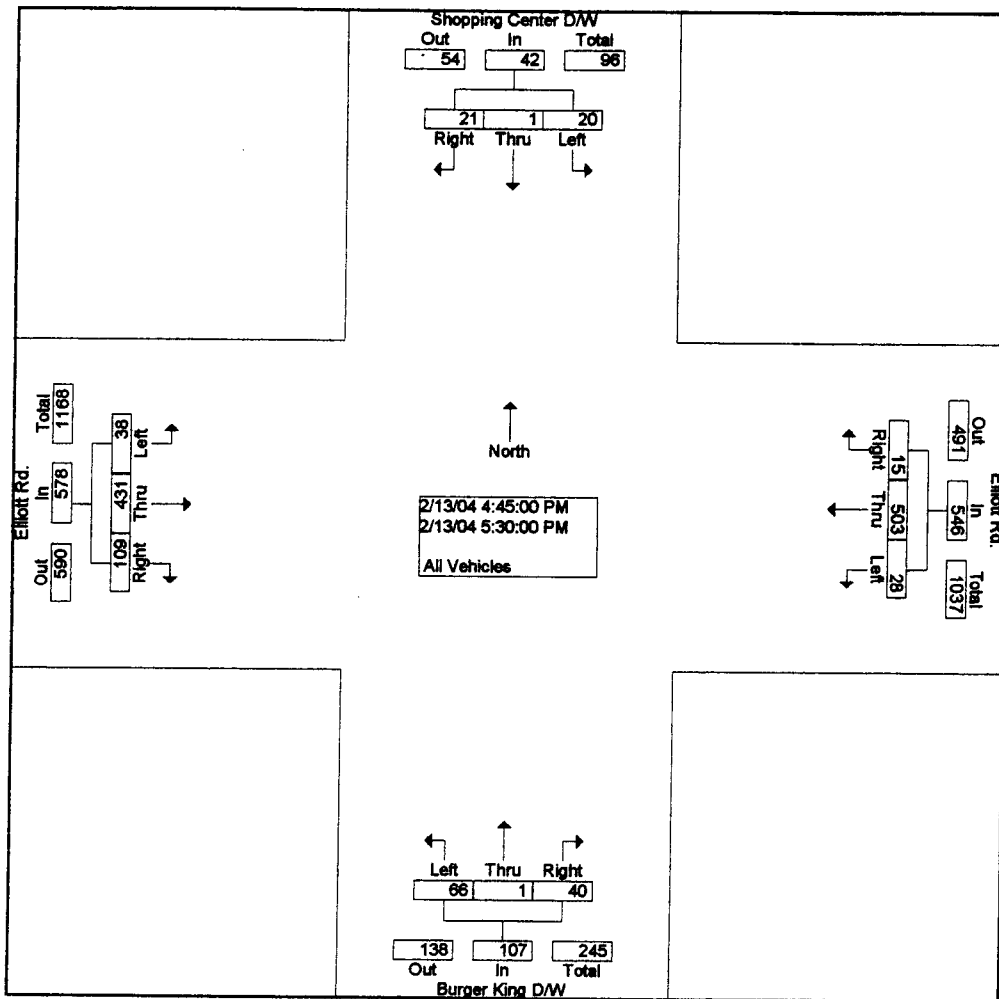 Shopping Center D/W
Out In Total
54 42 96
21 1 20
Right Thru Left
Elliott Rd.
Total In Out
1168 578 590
38 431 109
Left Thru Right
North
2/13/04 4:45:00 PM
2/13/04 5:30:00 PM
All Vehicles
Right Thru Left
15 503 28
491 546 1037
Out In Total
Elliott Rd.
Left Thru Right
66 1 40
138 107 245
Out In Total
Burger King D/W